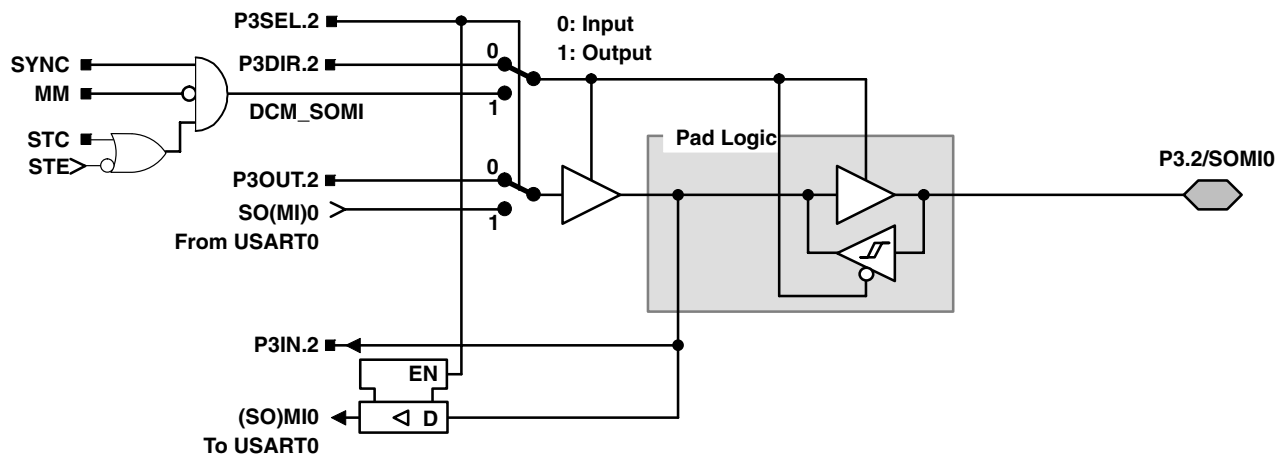 P3SEL.2
0: Input
1: Output
SYNC
P3DIR.2
0
MM
1
DCM_SOMI
STC
STE
Pad Logic
P3.2/SOMI0
P3OUT.2
0
SO(MI)0
1
From USART0
P3IN.2
EN
(SO)MI0
D
To USART0